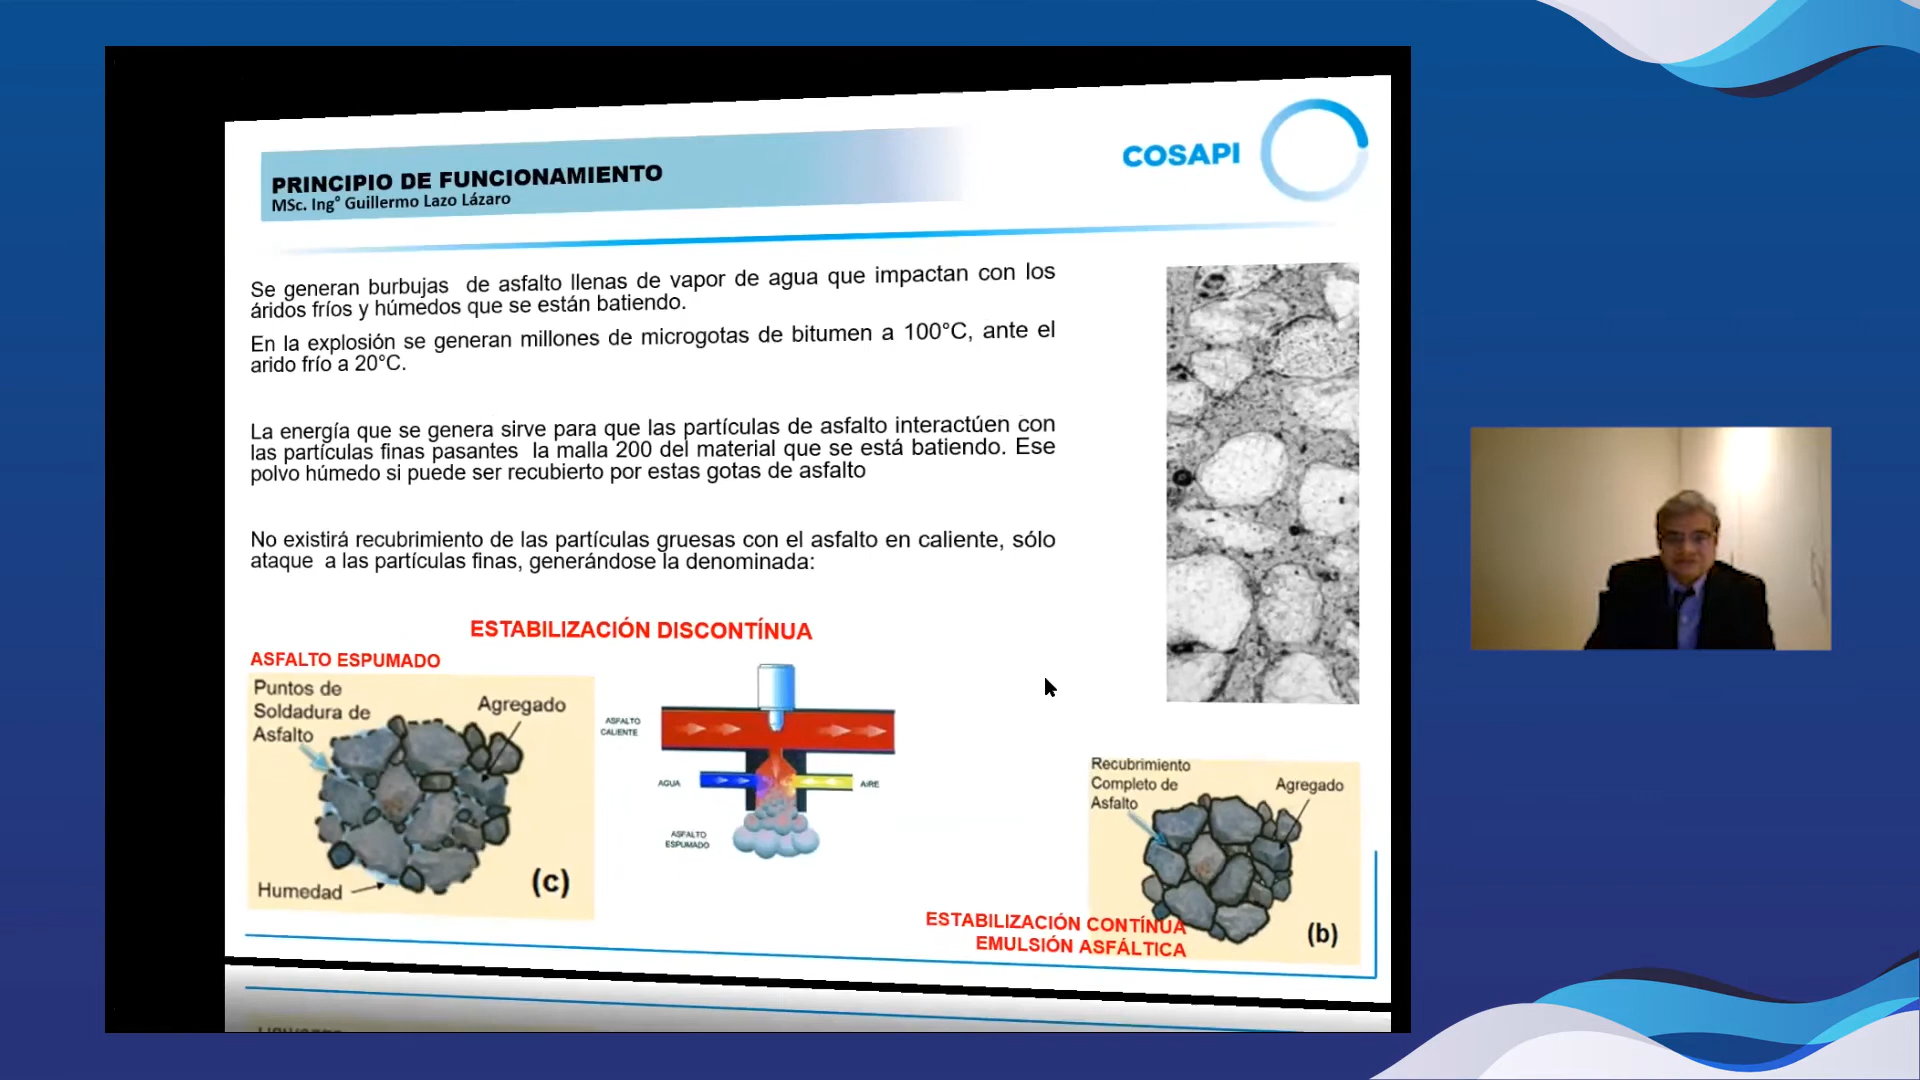 PRINCIPIO DE FUNCIONAMIENTO
MSc. Ing° Guillermo Lazo Lázaro
COSAPI
Se generan burbujas de asfalto llenas de vapor de agua que impactan con los
áridos fríos y húmedos que se están batiendo.
En la explosión se generan millones de microgotas de bitumen a 100°C, ante el
arido frío a 20°C.
La energía que se genera sirve para que las partículas de asfalto interactúen con
las partículas finas pasantes la malla 200 del material que se está batiendo. Ese
polvo húmedo si puede ser recubierto por estas gotas de asfalto
No existirá recubrimiento de las partículas gruesas con el asfalto en caliente, sólo
ataque a las partículas finas, generándose la denominada:
ESTABILIZACIÓN DISCONTÍNUA
ASFALTO ESPUMADO
Puntos de
Soldadura de
Asfalto
Agregado
Humedad
(c)
ASFALTO
CALIENTE
AGUA
AIRE
ASFALTO
ESPUMADO
Recubrimiento
Completo de
Asfalto
Agregado
(b)
ESTABILIZACIÓN CONTÍNUA
EMULSIÓN ASFÁLTICA